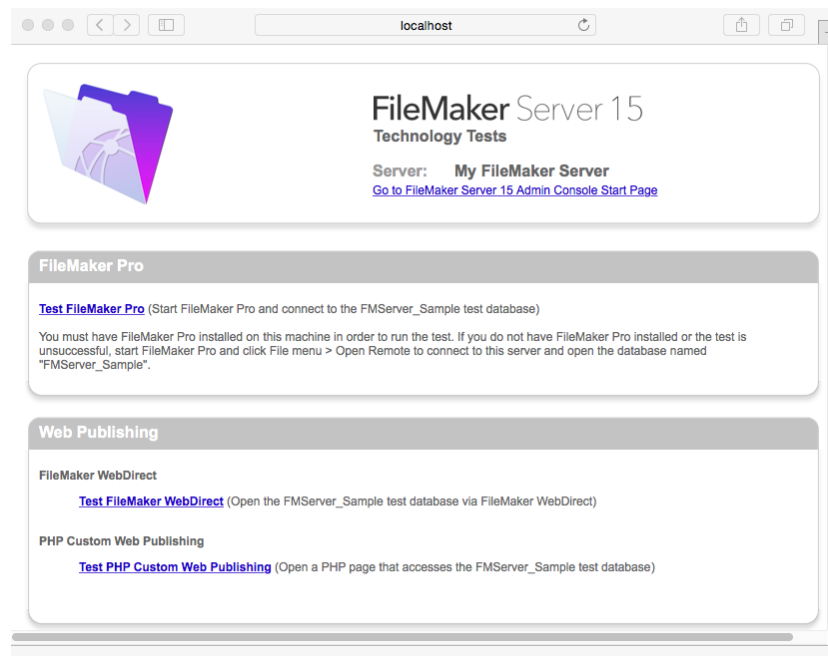 localhost
FileMaker Server 15
Technology Tests
Server: My FileMaker Server
Go to FileMaker Server 15 Admin Console Start Page
FileMaker Pro
Test FileMaker Pro (Start FileMaker Pro and connect to the FMServer_Sample test database)
You must have FileMaker Pro installed on this machine in order to run the test. If you do not have FileMaker Pro installed or the test is
unsuccessful, start FileMaker Pro and click File menu > Open Remote to connect to this server and open the database named
"FMServer_Sample".
Web Publishing
FileMaker WebDirect
Test FileMaker WebDirect (Open the FMServer_Sample test database via FileMaker WebDirect)
PHP Custom Web Publishing
Test PHP Custom Web Publishing (Open a PHP page that accesses the FMServer_Sample test database)